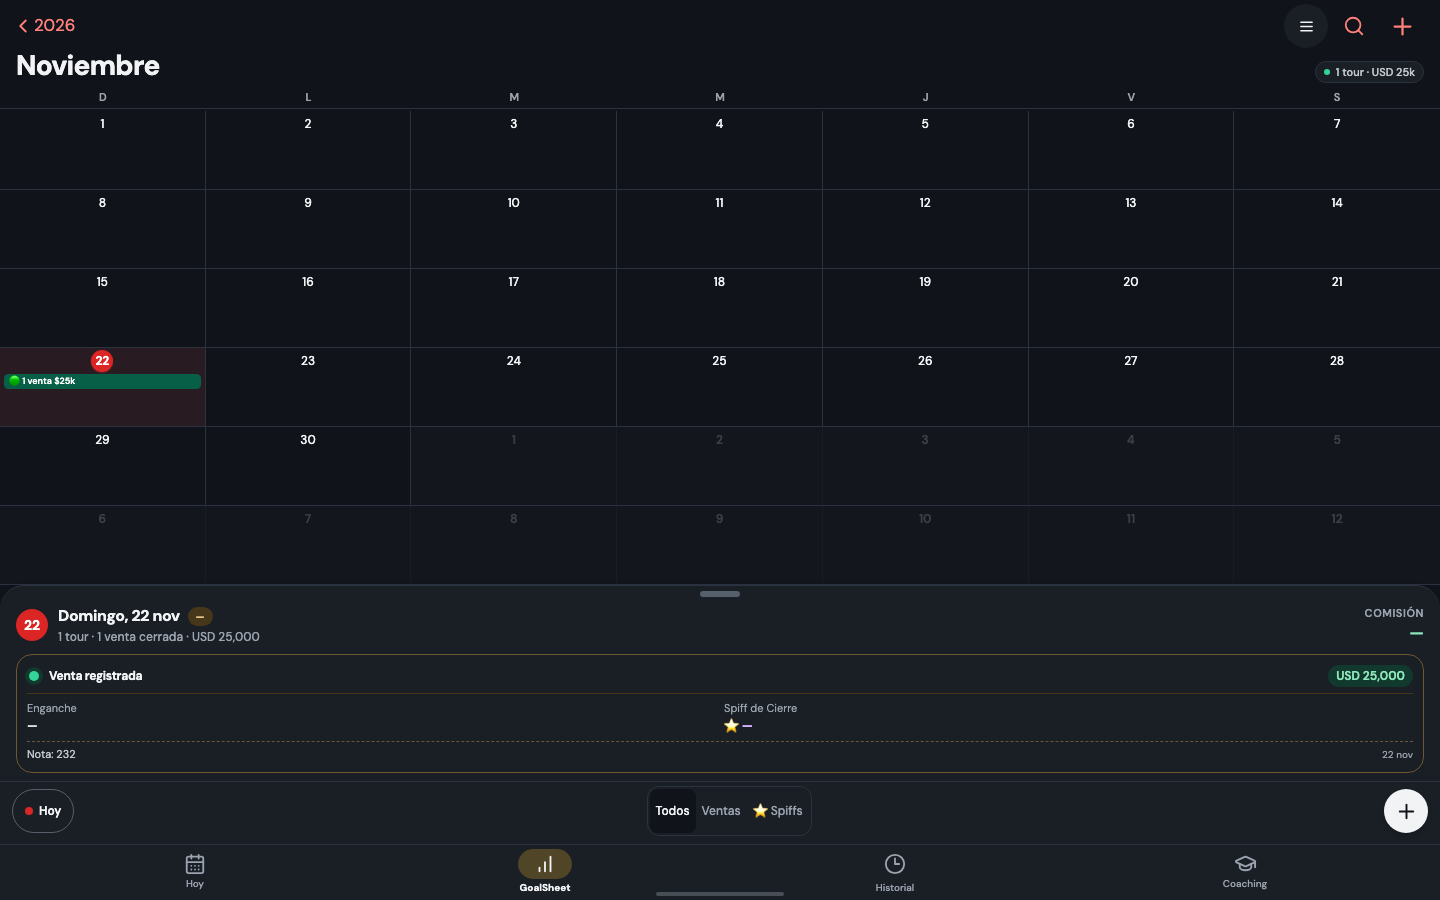 2026
Noviembre
1 tour · USD 25k
D L M M J V S
1 2 3 4 5 6 7
8 9 10 11 12 13 14
15 16 17 18 19 20 21
22 23 24 25 26 27 28
1 venta $25k
29 30 1 2 3 4 5
6 7 8 9 10 11 12
22
Domingo, 22 nov –
1 tour · 1 venta cerrada · USD 25,000
COMISIÓN
—
Venta registrada
USD 25,000
Enganche
—
Spiff de Cierre
⭐ —
Nota: 232
22 nov
Hoy
Todos Ventas ⭐ Spiffs
Hoy
GoalSheet
Historial
Coaching